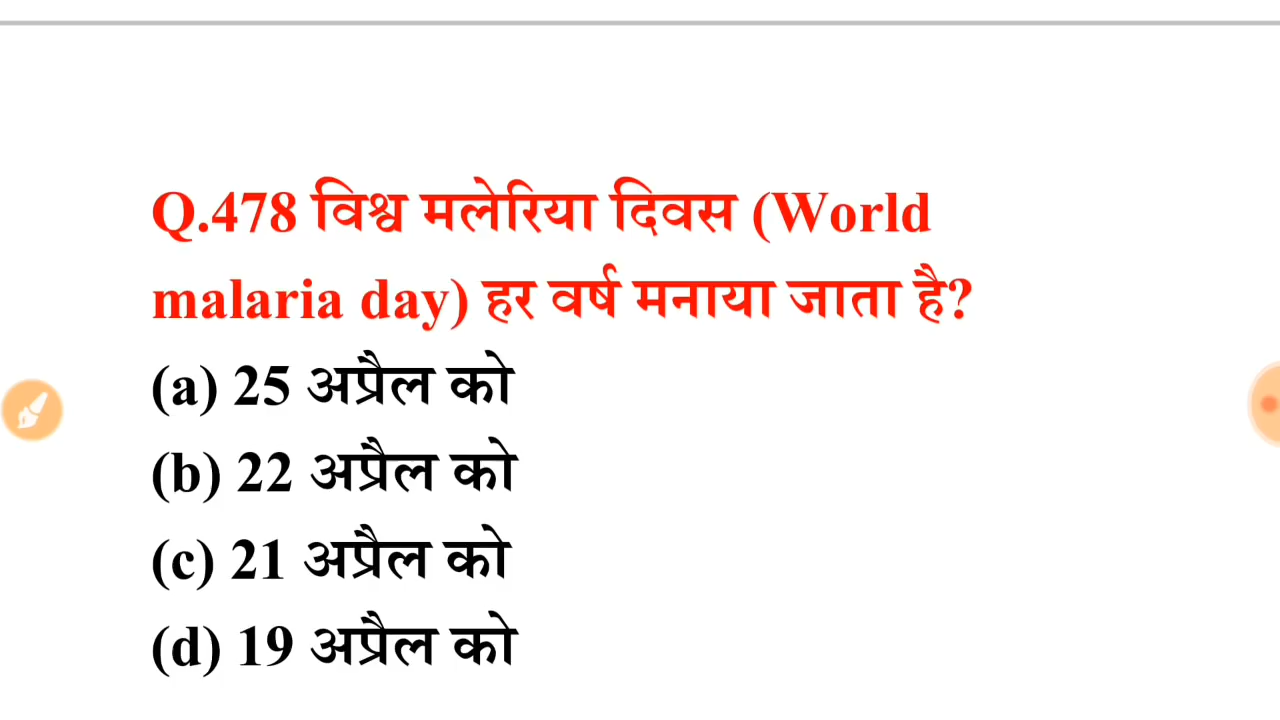 Q.478 विश्व मलेरिया दिवस (World
malaria day) हर वर्ष मनाया जाता है?
(a) 25 अप्रैल को
(b) 22 अप्रैल को
(c) 21 अप्रैल को
(d) 19 अप्रैल को